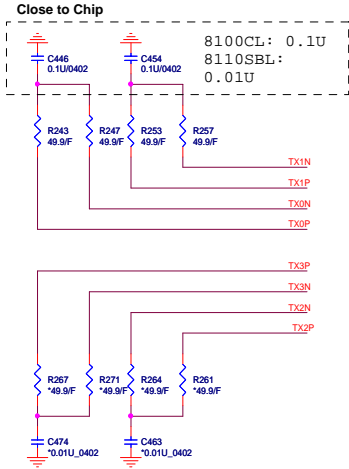 Close to Chip
C446
0.1U/0402
C454
0.1U/0402
8100CL: 0.1U
8110SBL:
0.01U
R243
49.9/F
R247
49.9/F
R253
49.9/F
R257
49.9/F
TX1N
TX1P
TX0N
TX0P
TX3P
TX3N
TX2N
TX2P
R267
*49.9/F
R271
*49.9/F
R264
*49.9/F
R261
*49.9/F
C474
*0.01U_0402
C463
*0.01U_0402